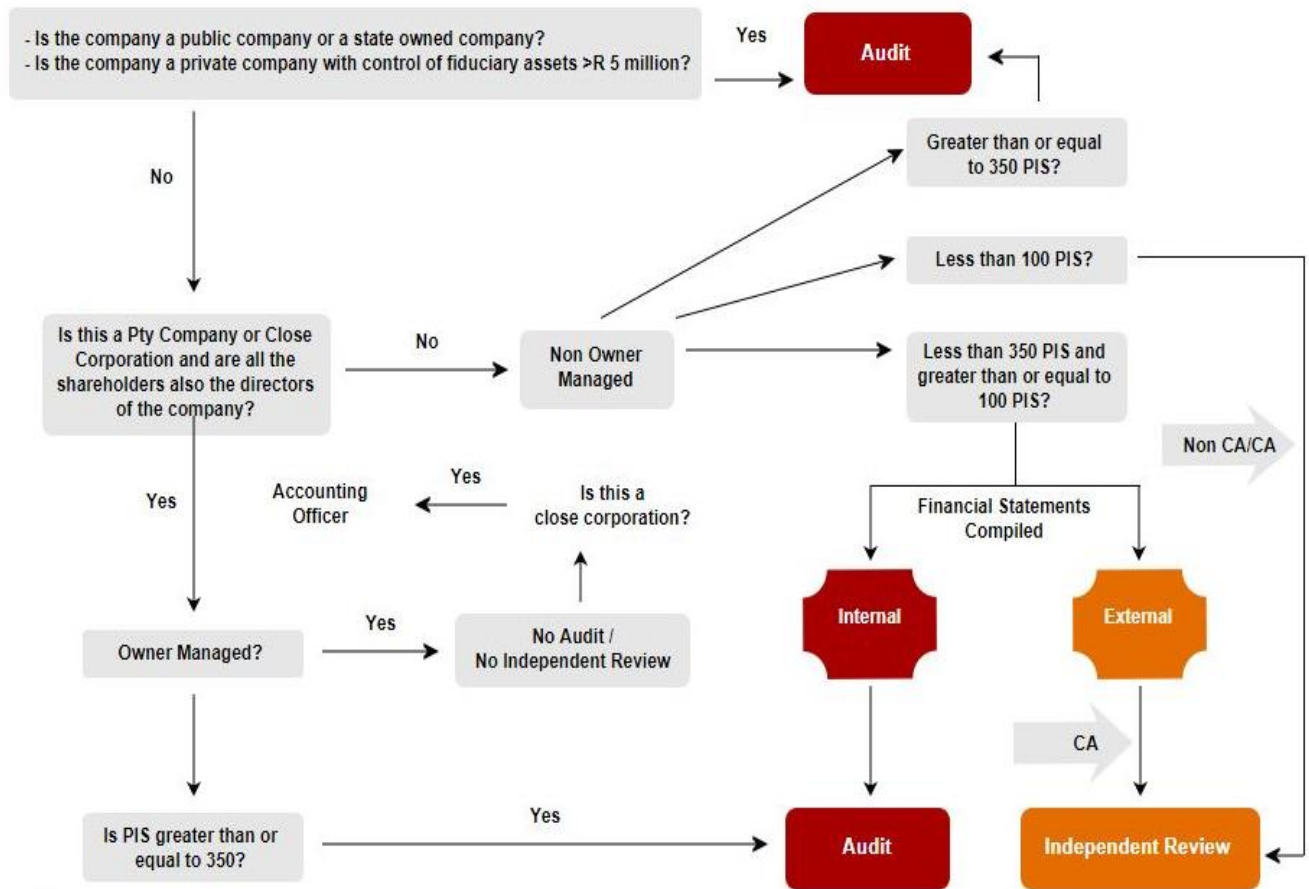 - Is the company a public company or a state owned company?
- Is the company a private company with control of fiduciary assets >R 5 million?
Yes
Audit
Greater than or equal
to 350 PIS?
No
Less than 100 PIS?
Is this a Pty Company or Close
Corporation and are all the
shareholders also the directors
of the company?
No
Non Owner
Managed
Less than 350 PIS and
greater than or equal to
100 PIS?
Non CA/CA
Yes
Accounting
Officer
Yes
Is this a
close corporation?
Financial Statements
Compiled
Internal
External
Owner Managed?
Yes
No Audit /
No Independent Review
CA
Is PIS greater than or
equal to 350?
Yes
Audit
Independent Review